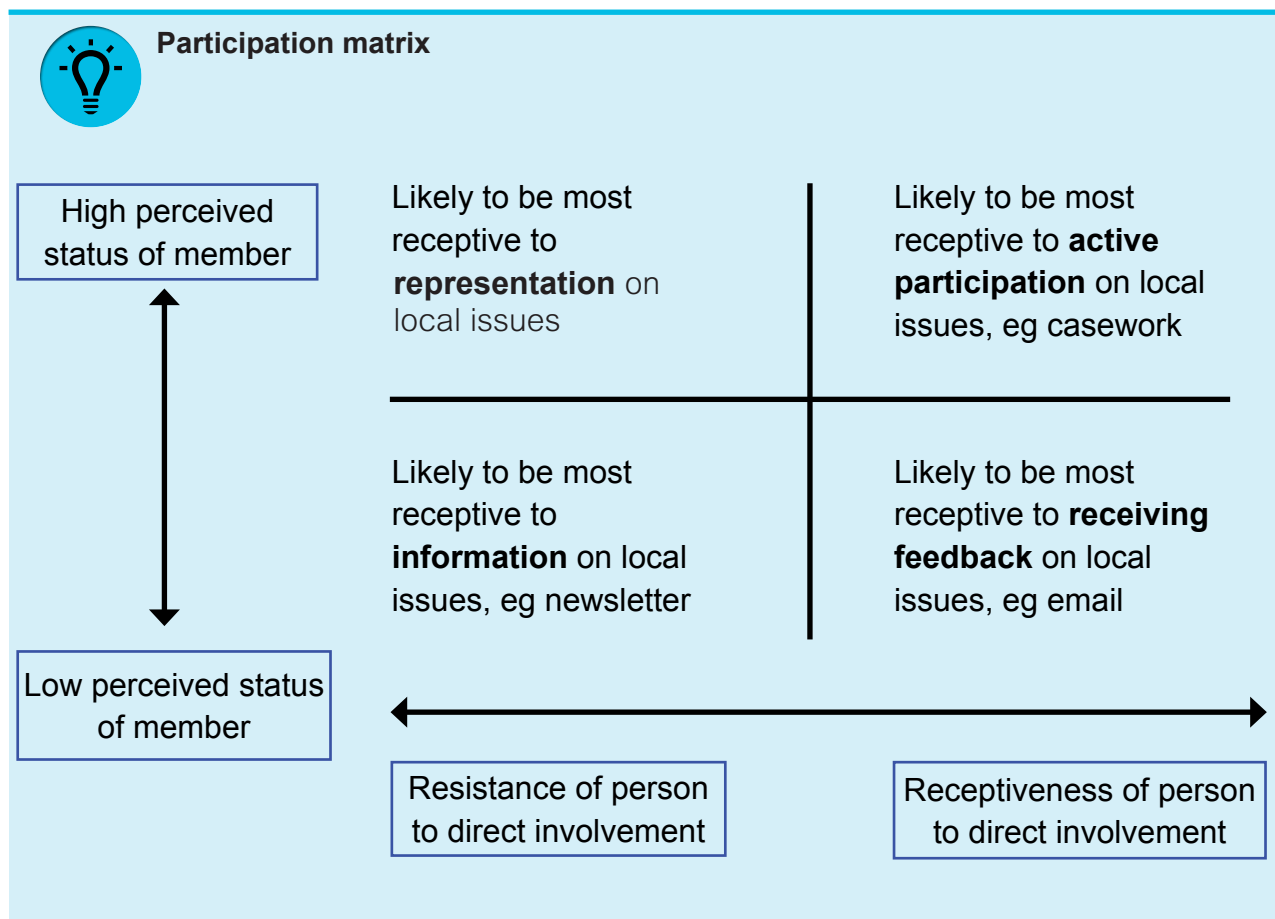 Participation matrix
High perceived
status of member
Likely to be most
receptive to
representation on
local issues
Likely to be most
receptive to active
participation on local
issues, eg casework
Likely to be most
receptive to
information on local
issues, eg newsletter
Likely to be most
receptive to receiving
feedback on local
issues, eg email
Low perceived status
of member
Resistance of person
to direct involvement
Receptiveness of person
to direct involvement